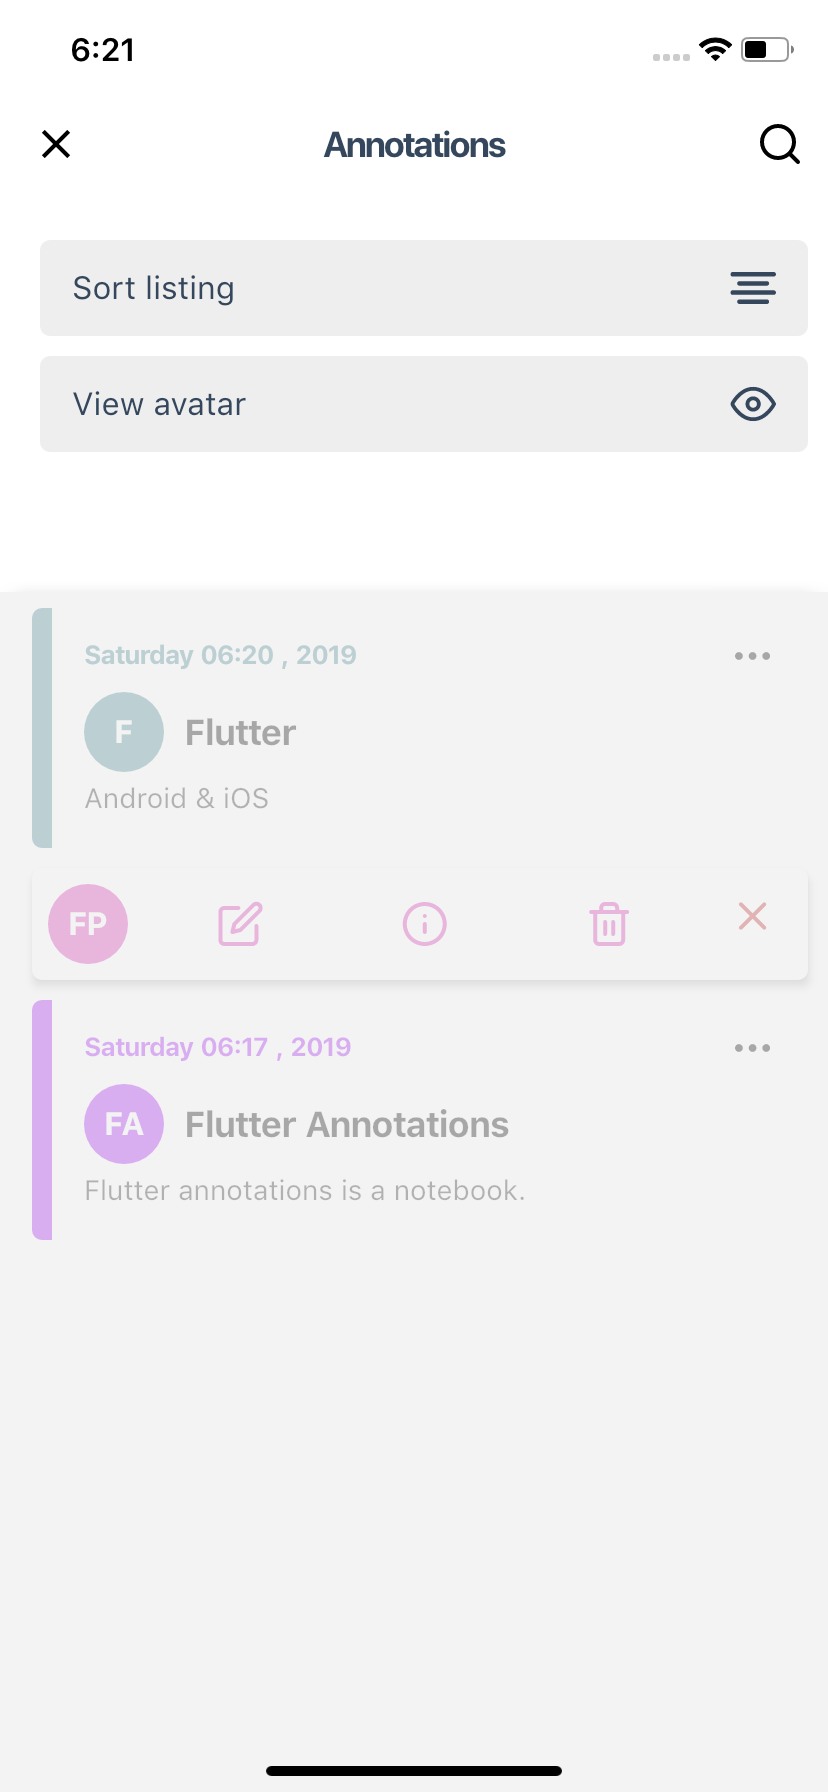 6:21
Annotations
Sort listing
View avatar
Saturday 06:20 , 2019
F Flutter
Android & iOS
FP
Saturday 06:17 , 2019
FA Flutter Annotations
Flutter annotations is a notebook.